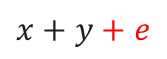 x + y + e